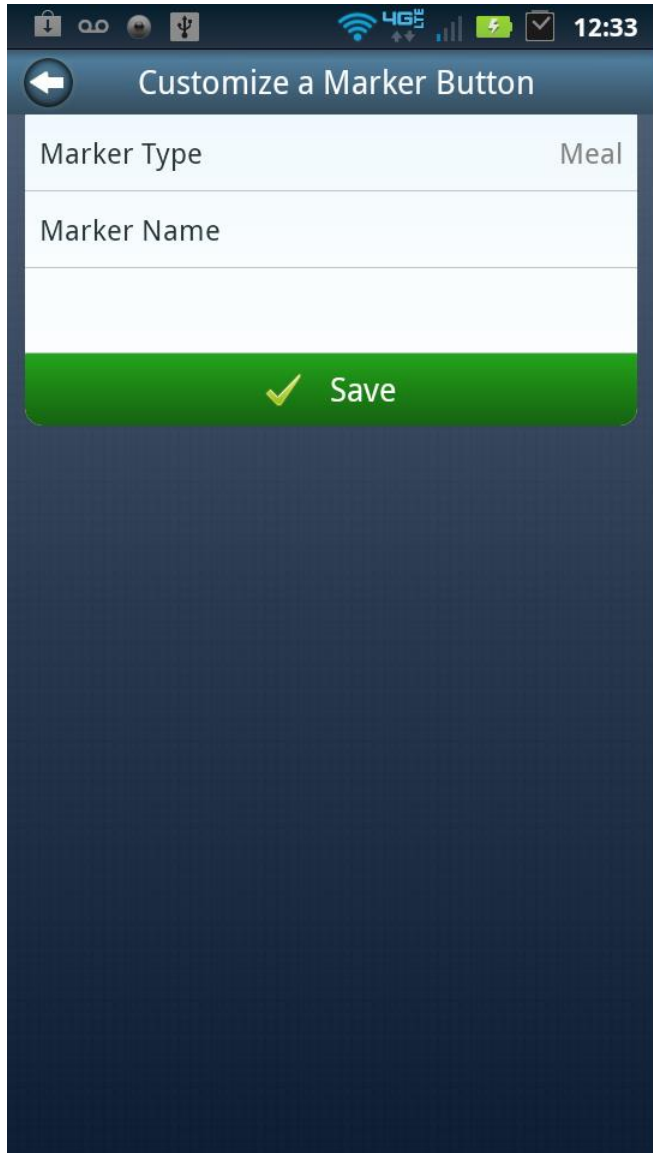 4G LTE 12:33
Customize a Marker Button
Marker Type Meal
Marker Name
Save